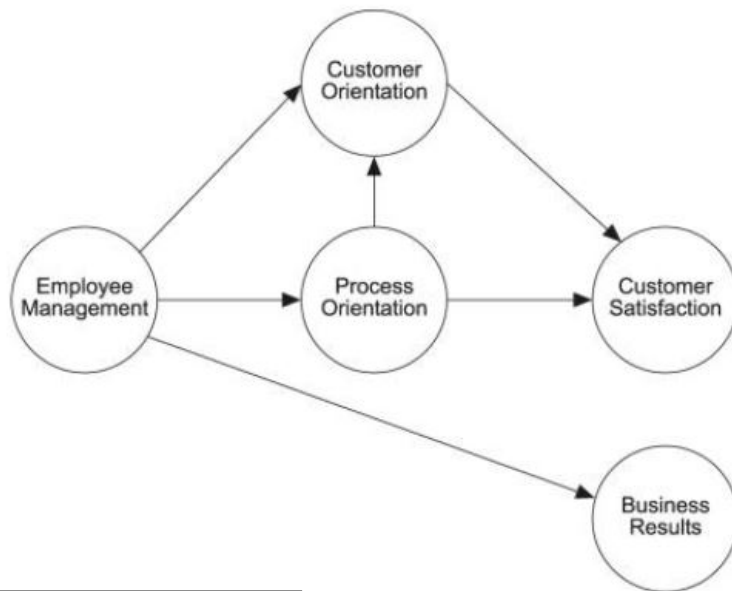 Customer
Orientation
Employee
Management
Process
Orientation
Customer
Satisfaction
Business
Results